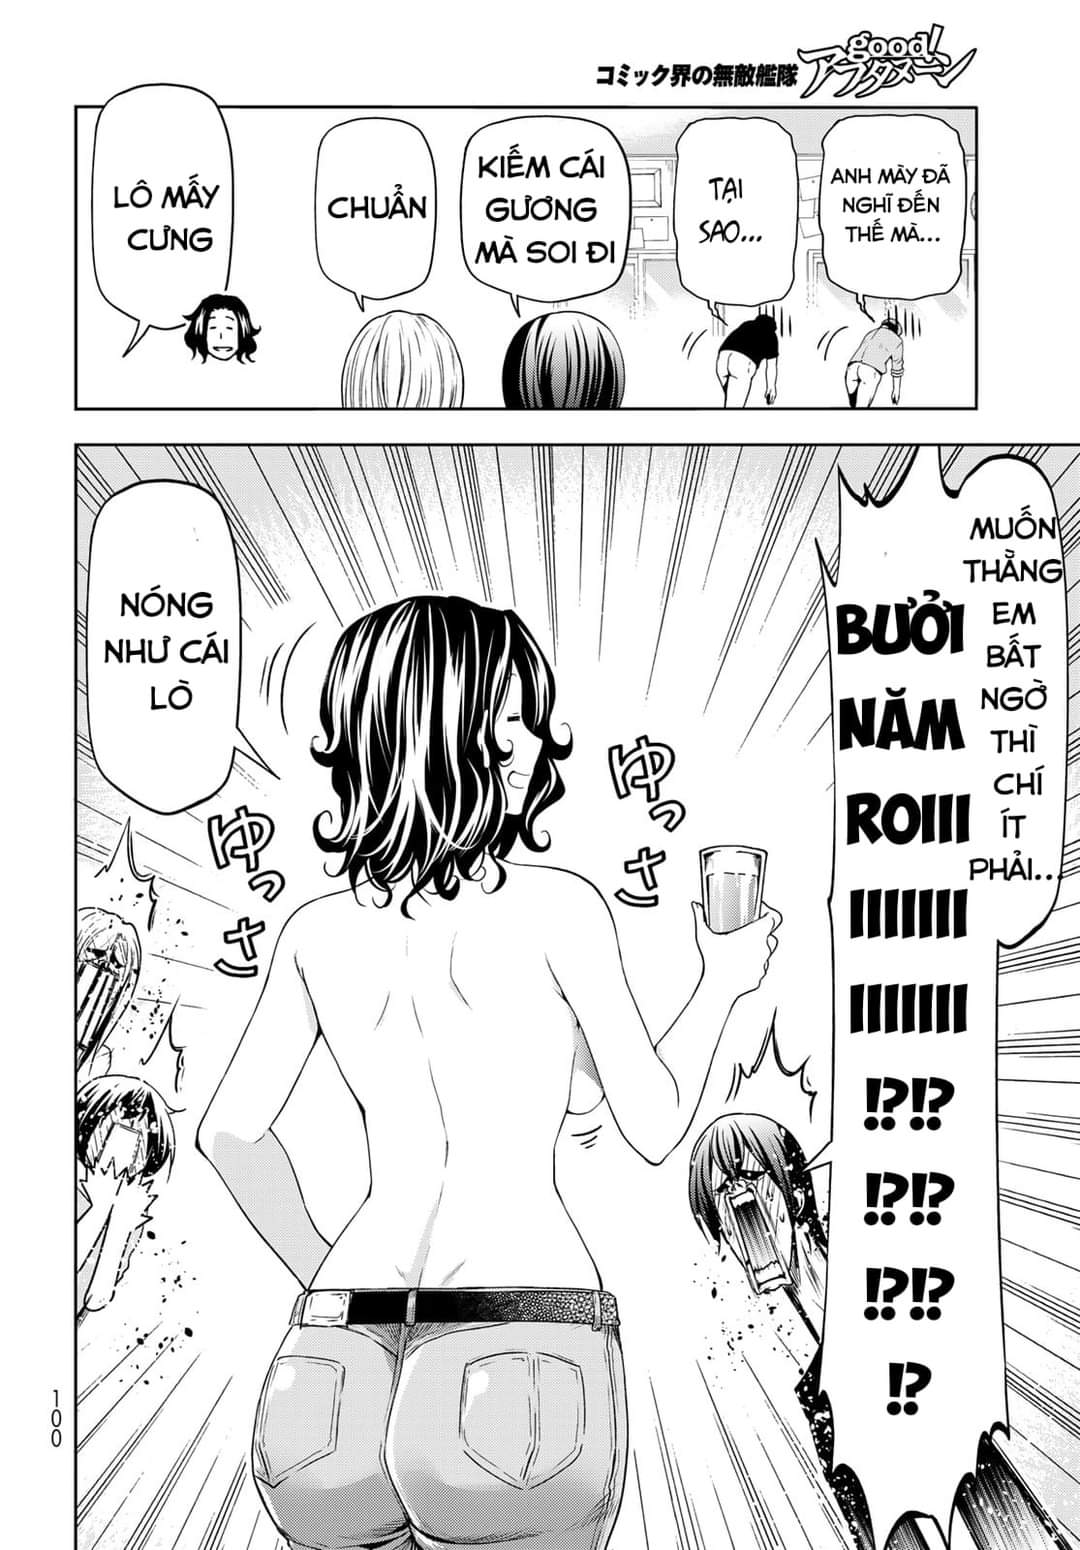 コミック界の無敵艦隊
good!
アフタヌーン
ANH MÀY ĐÃ
NGHĨ ĐẾN
THẾ MÀ...
TẠI
SAO...
KIẾM CÁI
GƯƠNG
MÀ SOI ĐI
CHUẨN
LÔ MẤY
CƯNG
MUỐN
THẰNG
EM
BẤT
NGỜ
THÌ
CHÍ
ÍT
PHẢI...
BƯỞI
NĂM
ROIII
IIIIIIII
IIIIIIII
!?!?
!?!?
!?!?
!?
NÓNG
NHƯ CÁI
LÒ
ゆっさ
ゆっさ
100